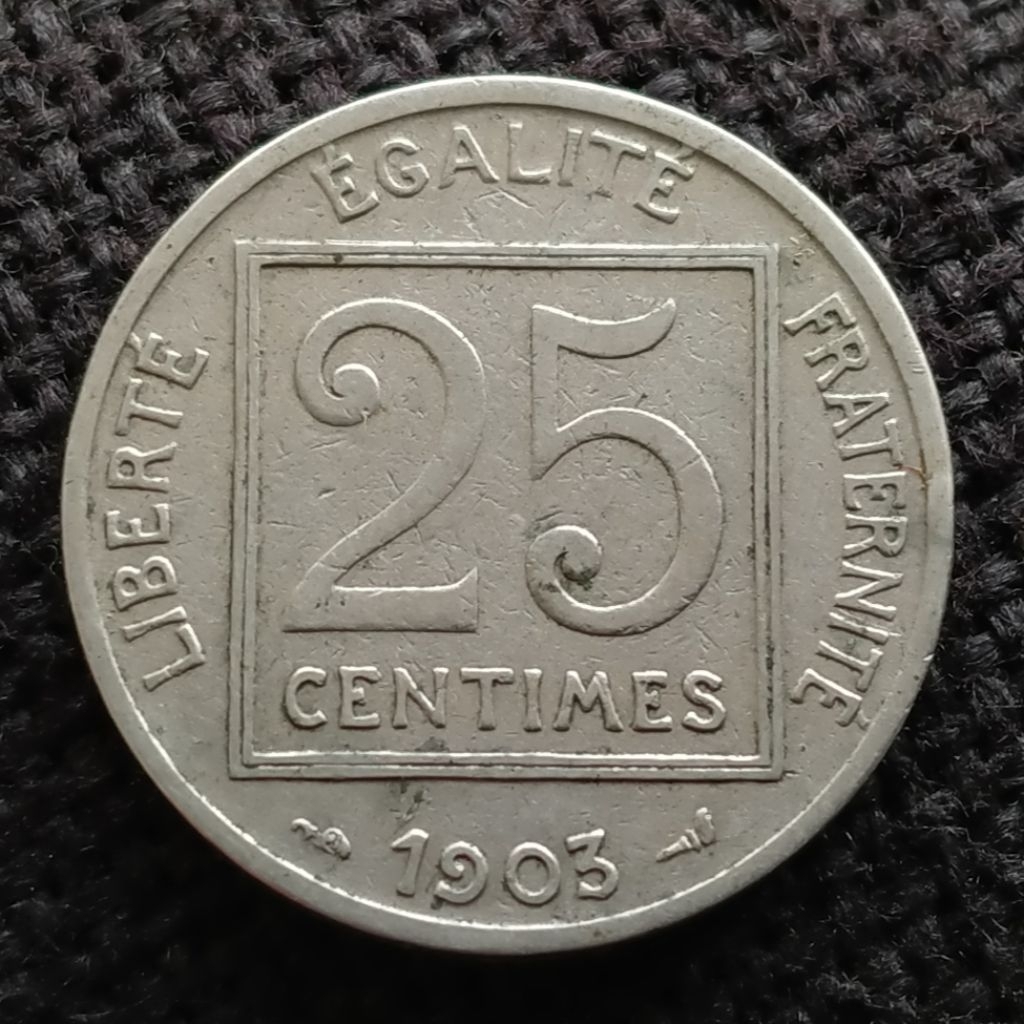 LIBERTÉ
ÉGALITÉ
FRATERNITÉ
25
CENTIMES
1903